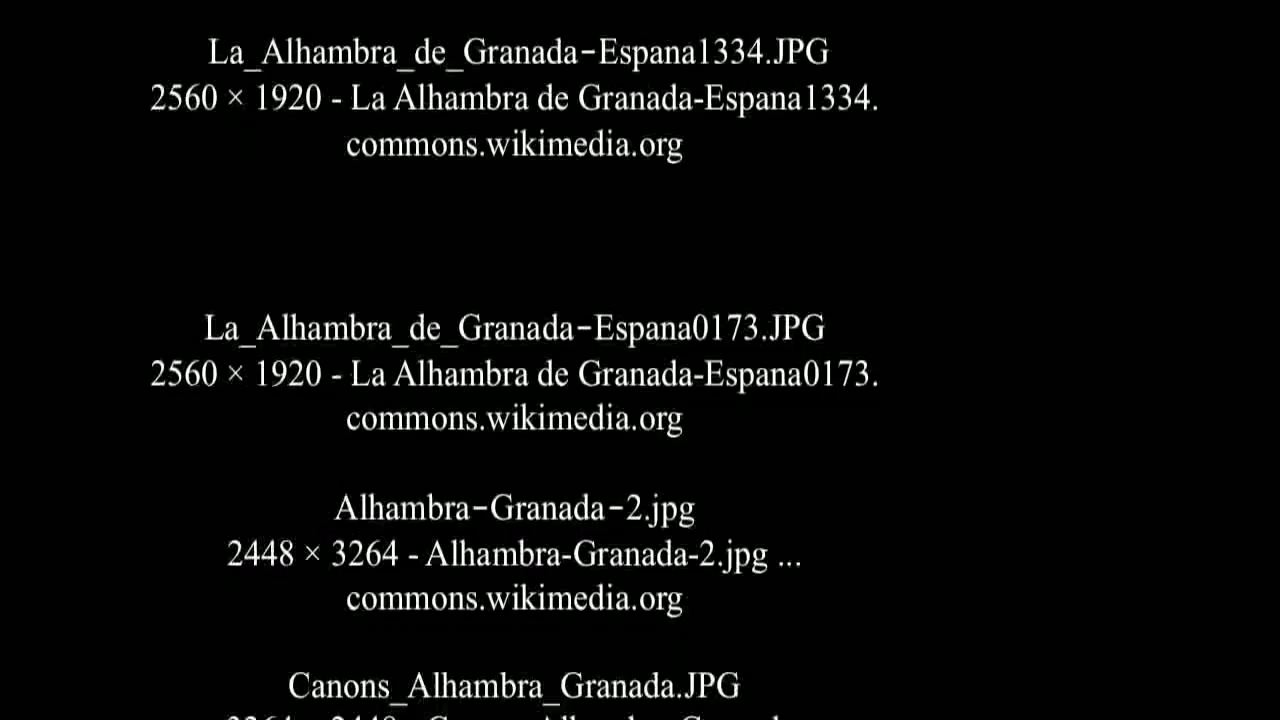 La_Alhambra_de_Granada-Espana1334.JPG
2560 × 1920 - La Alhambra de Granada-Espana1334.
commons.wikimedia.org
La_Alhambra_de_Granada-Espana0173.JPG
2560 × 1920 - La Alhambra de Granada-Espana0173.
commons.wikimedia.org
Alhambra-Granada-2.jpg
2448 × 3264 - Alhambra-Granada-2.jpg ...
commons.wikimedia.org
Canons_Alhambra_Granada.JPG